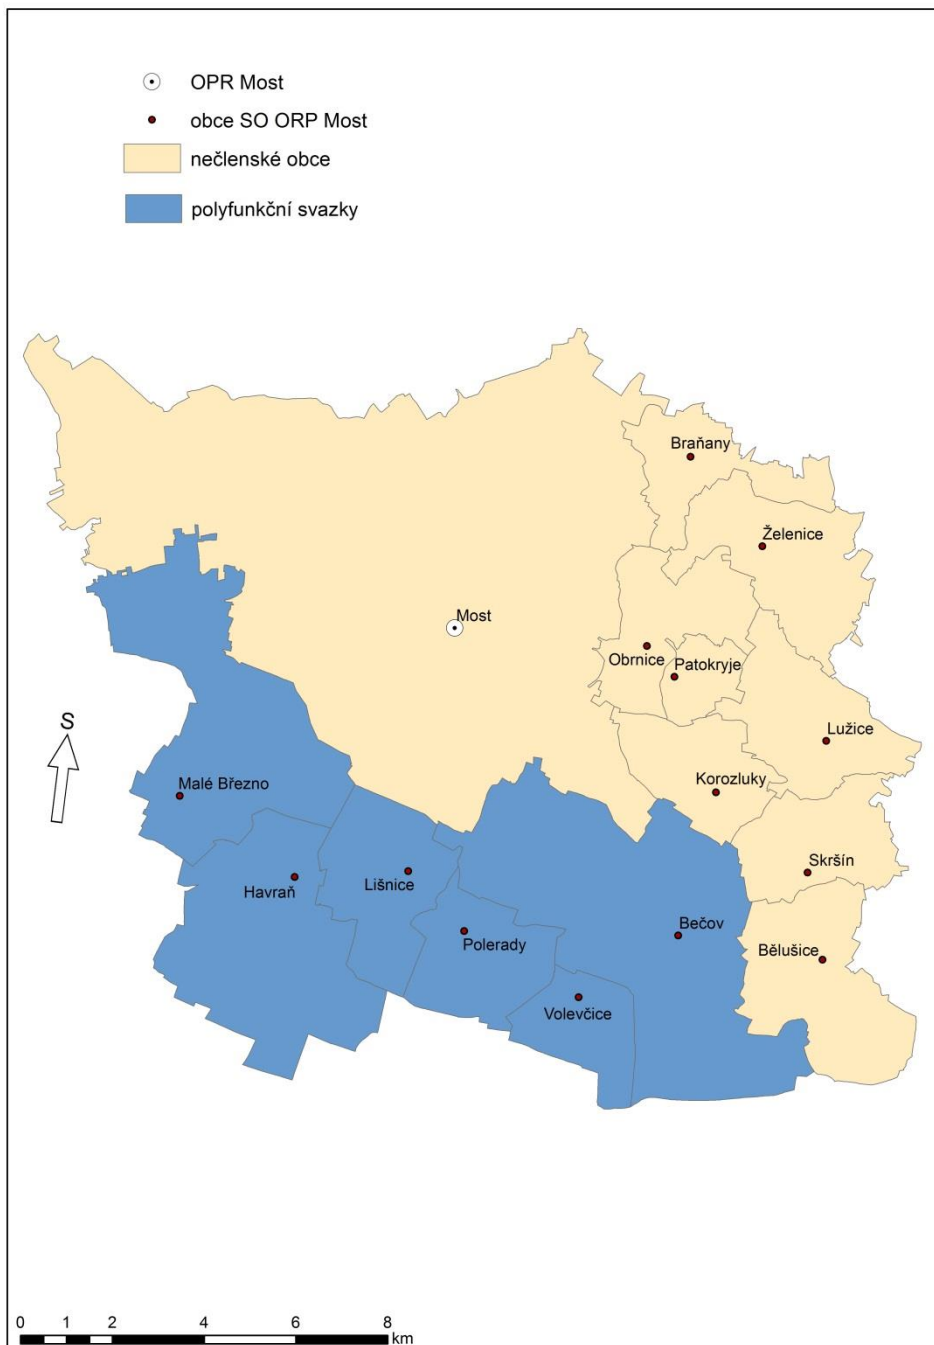 OPR Most
obce SO ORP Most
nečlenské obce
polyfunkční svazky
Braňany
Želenice
Most
Obrnice
Patokryje
Lužice
S
Malé Březno
Korozluky
Skršín
Havraň
Lišnice
Polerady
Bečov
Bělušice
Volevčice
0 1 2 4 6 8
km